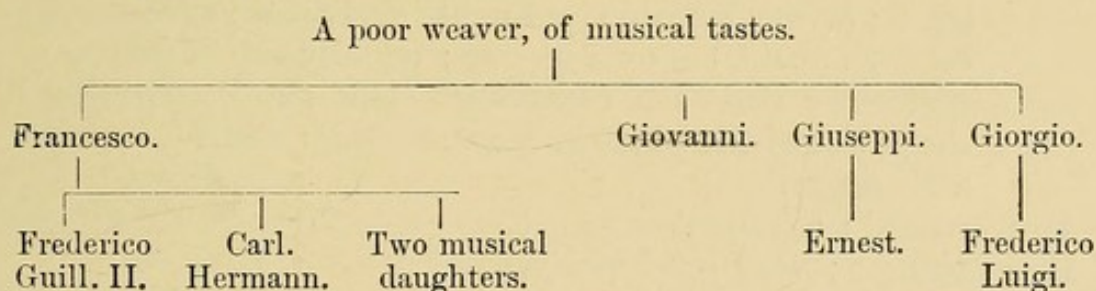 A poor weaver, of musical tastes.
Francesco. Giovanni. Giuseppi. Giorgio.
Frederico Carl. Two musical Ernest. Frederico
Guill. II. Hermann. daughters. Luigi.